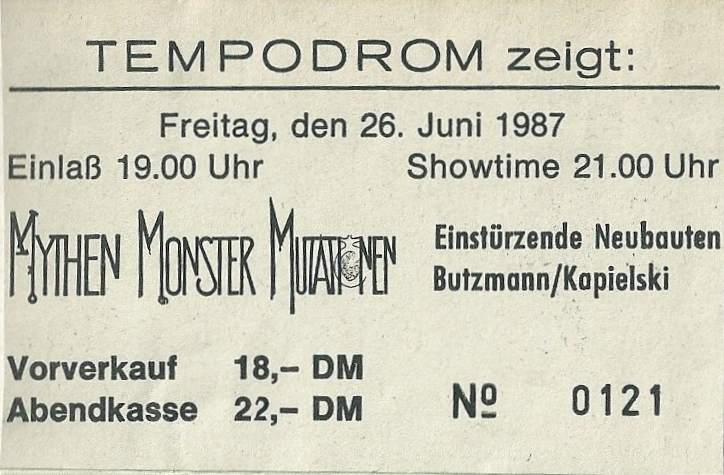 TEMPODROM zeigt:
Freitag, den 26. Juni 1987
Einlaß 19.00 Uhr Showtime 21.00 Uhr
MYTHEN MONSTER MUTATIONEN
Einstürzende Neubauten
Butzmann/Kapielski
Vorverkauf 18,– DM
Abendkasse 22,– DM
Nº 0121